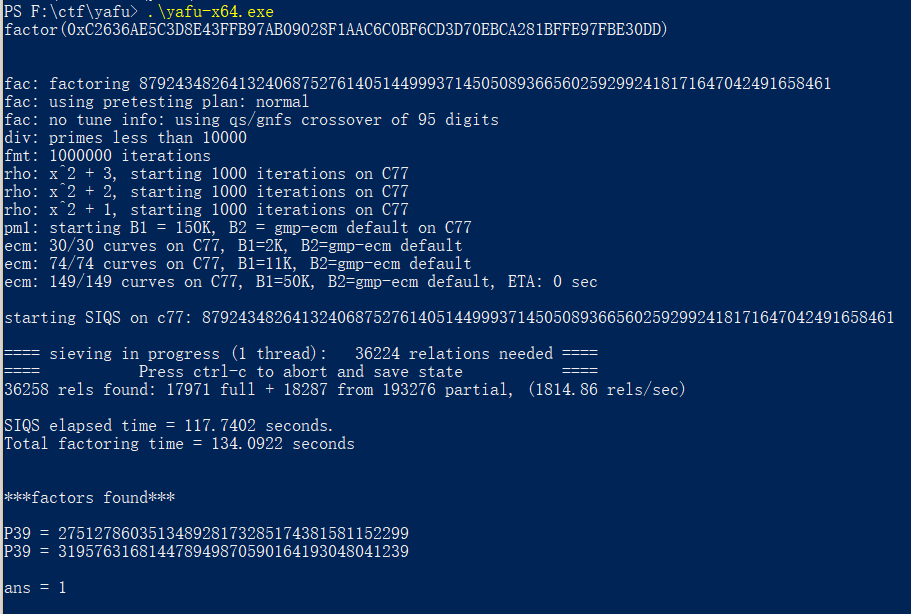 PS F:\ctf\yafu> .\yafu-x64.exe
factor(0xC2636AE5C3D8E43FFB97AB09028F1AAC6C0BF6CD3D70EBCA281BFFE97FBE30DD)
fac: factoring 87924348264132406875276140514499937145050893665602592992418171647042491658461
fac: using pretesting plan: normal
fac: no tune info: using qs/gnfs crossover of 95 digits
div: primes less than 10000
fmt: 1000000 iterations
rho: x^2 + 3, starting 1000 iterations on C77
rho: x^2 + 2, starting 1000 iterations on C77
rho: x^2 + 1, starting 1000 iterations on C77
pm1: starting B1 = 150K, B2 = gmp-ecm default on C77
ecm: 30/30 curves on C77, B1=2K, B2=gmp-ecm default
ecm: 74/74 curves on C77, B1=11K, B2=gmp-ecm default
ecm: 149/149 curves on C77, B1=50K, B2=gmp-ecm default, ETA: 0 sec
starting SIQS on c77: 87924348264132406875276140514499937145050893665602592992418171647042491658461
==== sieving in progress (1 thread):   36224 relations needed ====
====           Press ctrl-c to abort and save state           ====
36258 rels found: 17971 full + 18287 from 193276 partial, (1814.86 rels/sec)
SIQS elapsed time = 117.7402 seconds.
Total factoring time = 134.0922 seconds
***factors found***
P39 = 275127860351348928173285174381581152299
P39 = 319576316814478949870590164193048041239
ans = 1